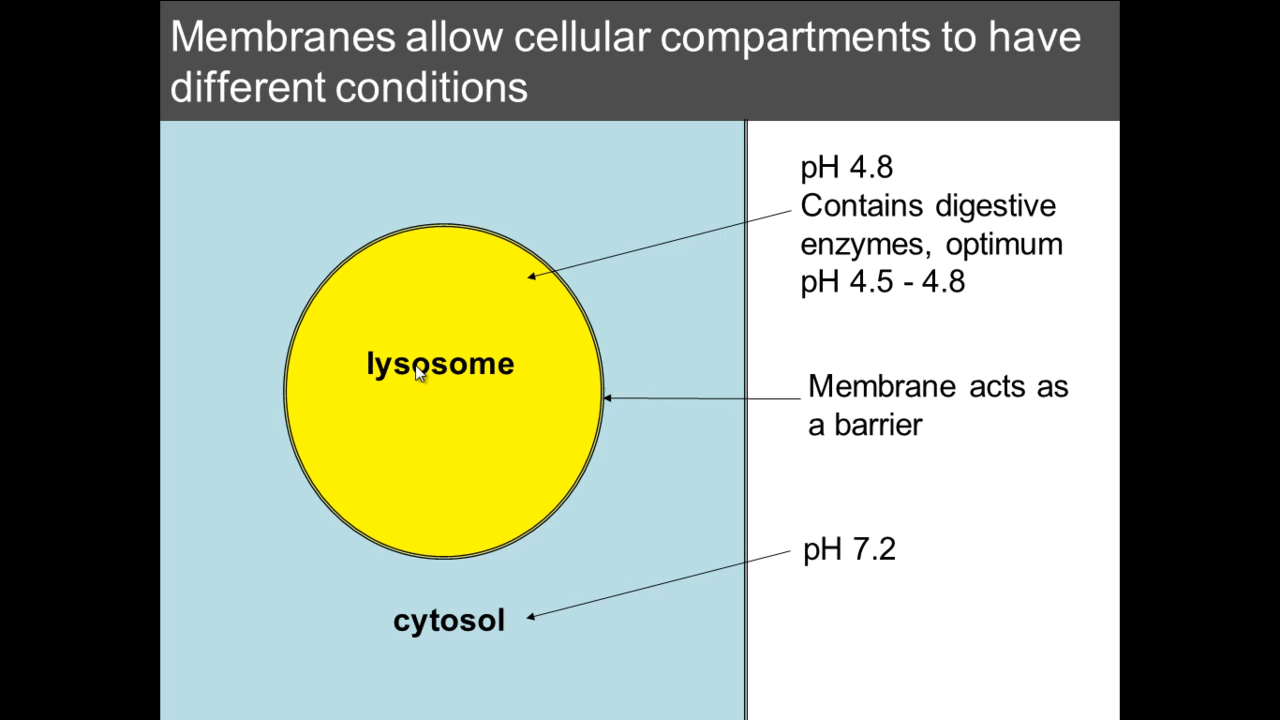 Membranes allow cellular compartments to have
different conditions
pH 4.8
Contains digestive
enzymes, optimum
pH 4.5 - 4.8
lysosome
Membrane acts as
a barrier
pH 7.2
cytosol